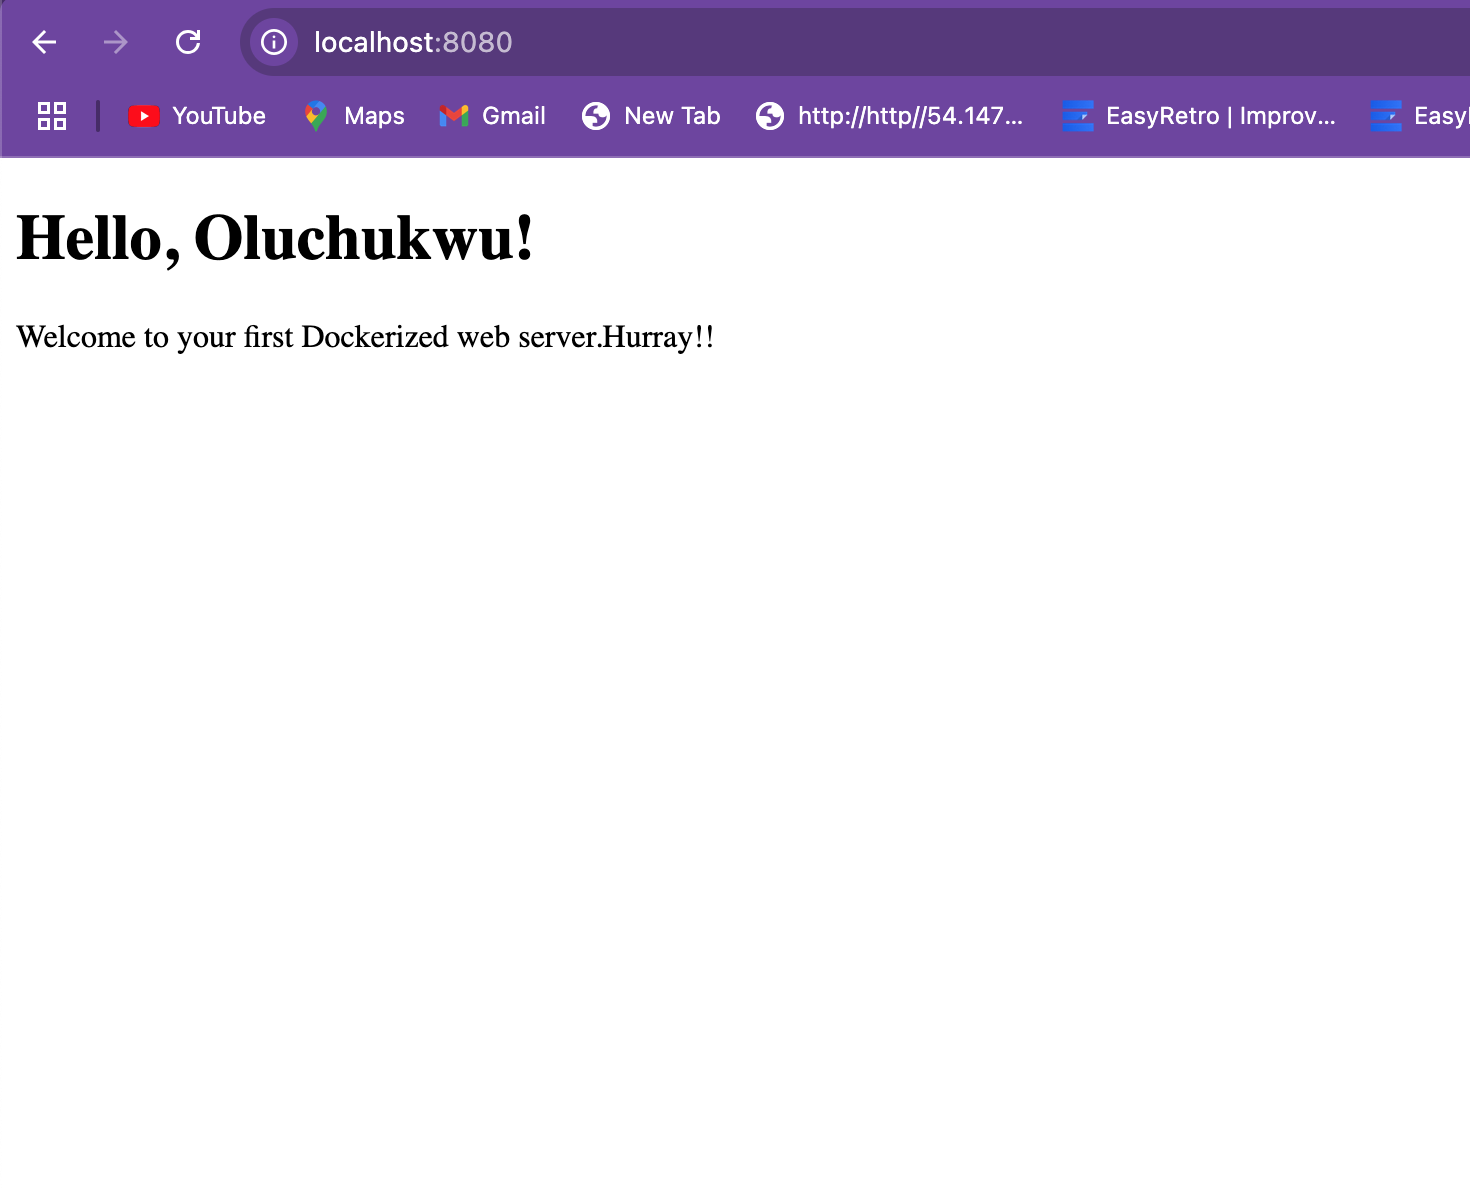 localhost:8080
YouTube Maps Gmail New Tab http://http//54.147... EasyRetro | Improv... Easy
Hello, Oluchukwu!
Welcome to your first Dockerized web server.Hurray!!